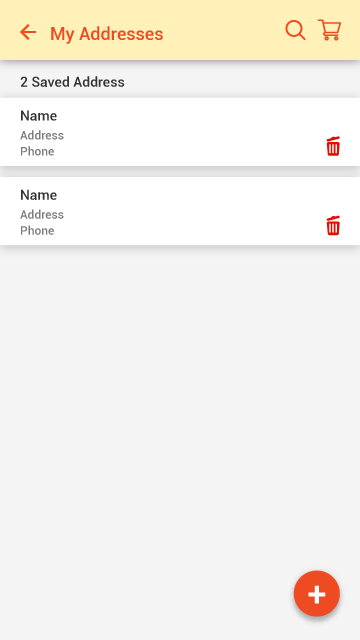 My Addresses
2 Saved Address
Name
Address
Phone
Name
Address
Phone